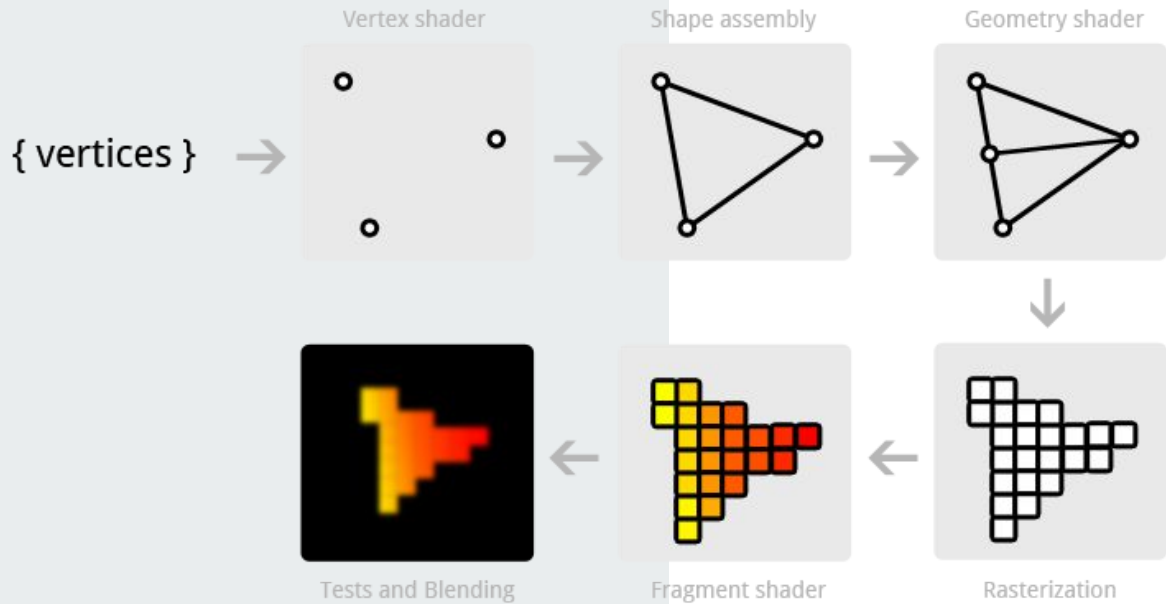 Vertex shader
Shape assembly
Geometry shader
{ vertices }
Tests and Blending
Fragment shader
Rasterization